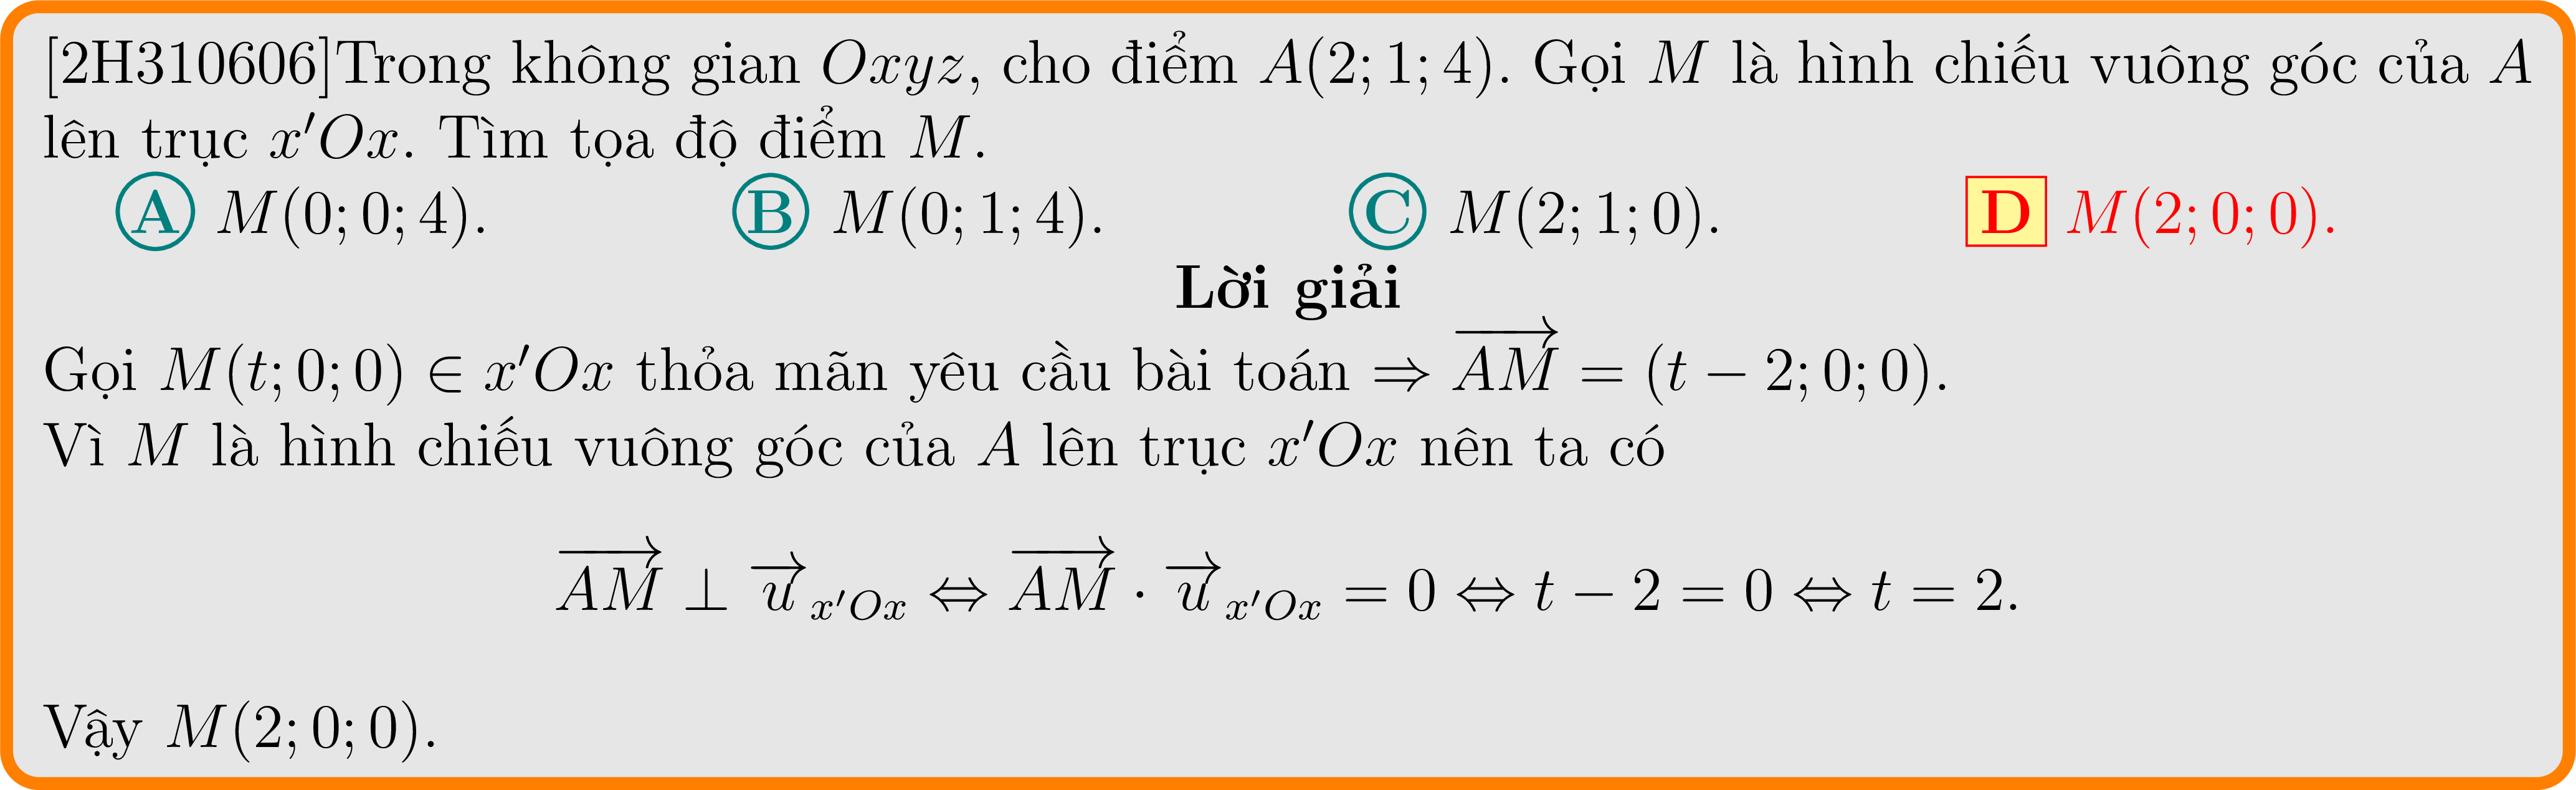 [2H310606]Trong không gian Oxyz, cho điểm A(2; 1; 4). Gọi M là hình chiếu vuông góc của A
lên trục x′Ox. Tìm tọa độ điểm M.
A M(0; 0; 4). B M(0; 1; 4). C M(2; 1; 0). D M(2; 0; 0).
Lời giải
Gọi M(t; 0; 0) ∈ x′Ox thỏa mãn yêu cầu bài toán ⇒ $\overrightarrow{AM}$ = (t − 2; 0; 0).
Vì M là hình chiếu vuông góc của A lên trục x′Ox nên ta có
$\overrightarrow{AM} \perp \overrightarrow{u}_{x'Ox} \Leftrightarrow \overrightarrow{AM} \cdot \overrightarrow{u}_{x'Ox} = 0 \Leftrightarrow t - 2 = 0 \Leftrightarrow t = 2.$
Vậy M(2; 0; 0).